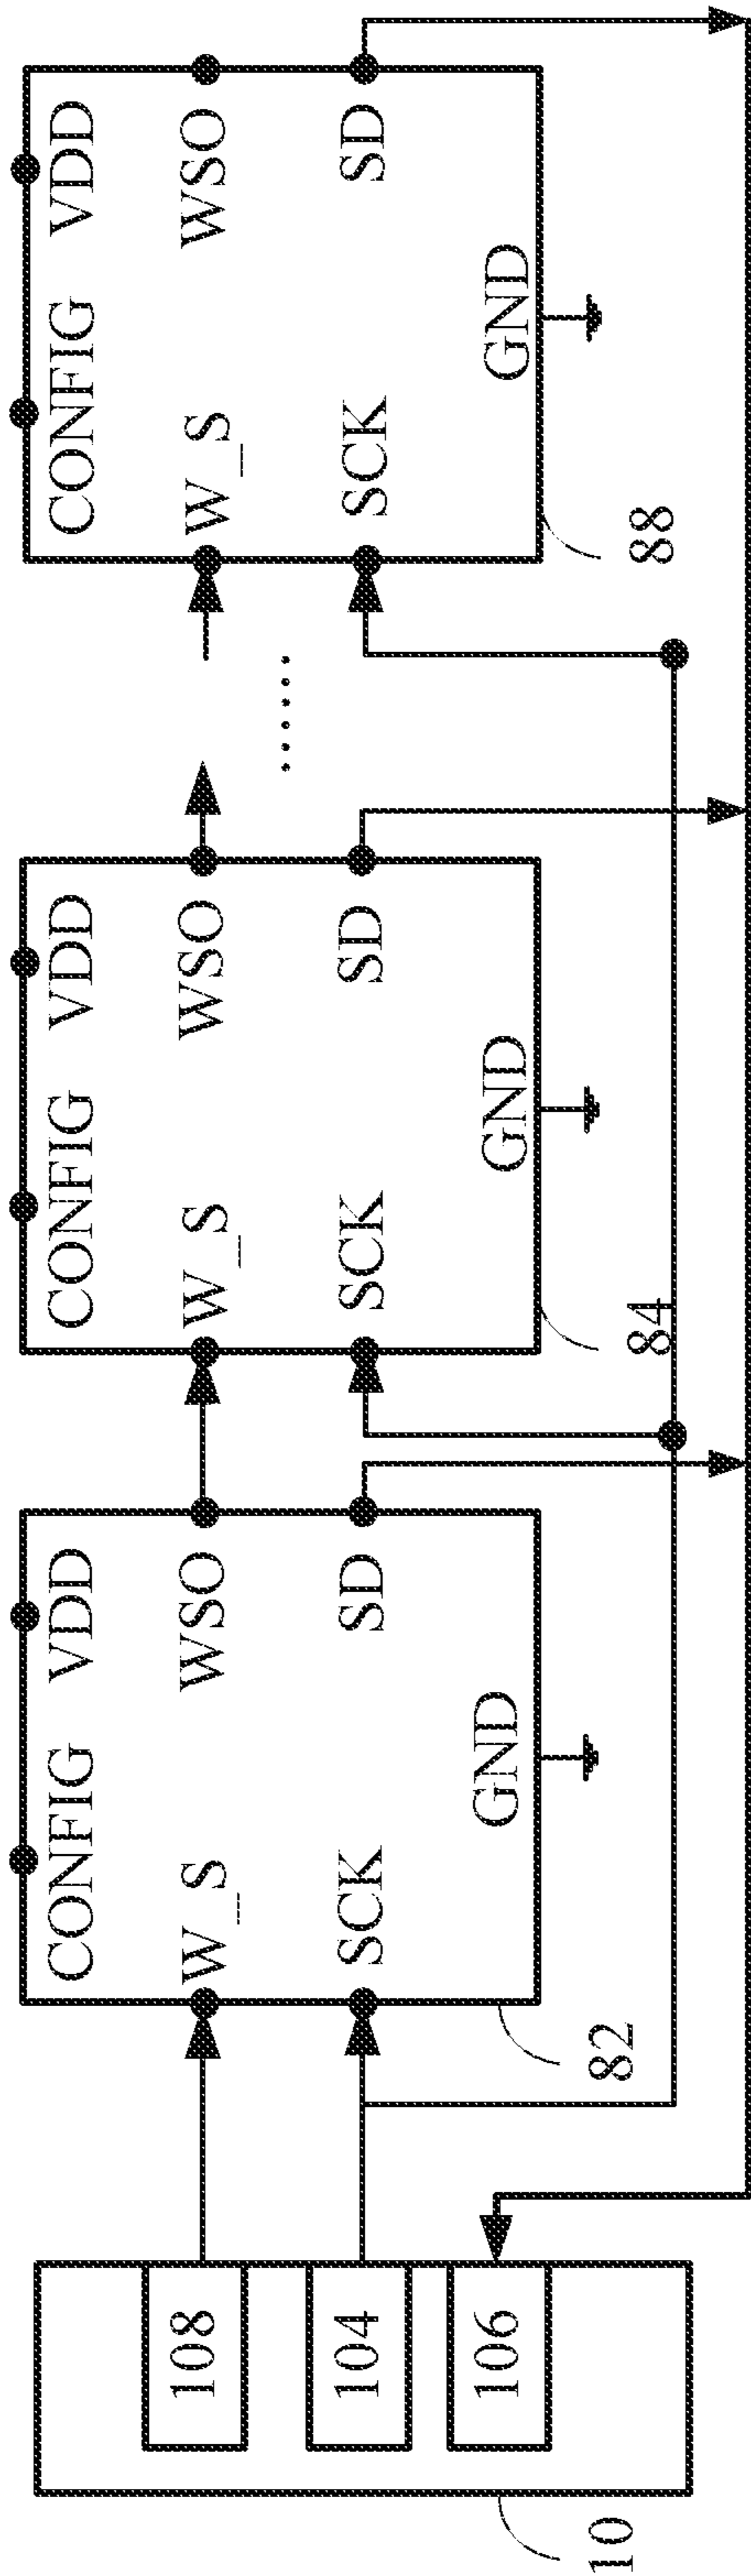 CONFIG VDD
W_S WSO
SCK SD
GND
82
CONFIG VDD
W_S WSO
SCK SD
GND
84
......
CONFIG VDD
W_S WSO
SCK SD
GND
88
108
104
106
10